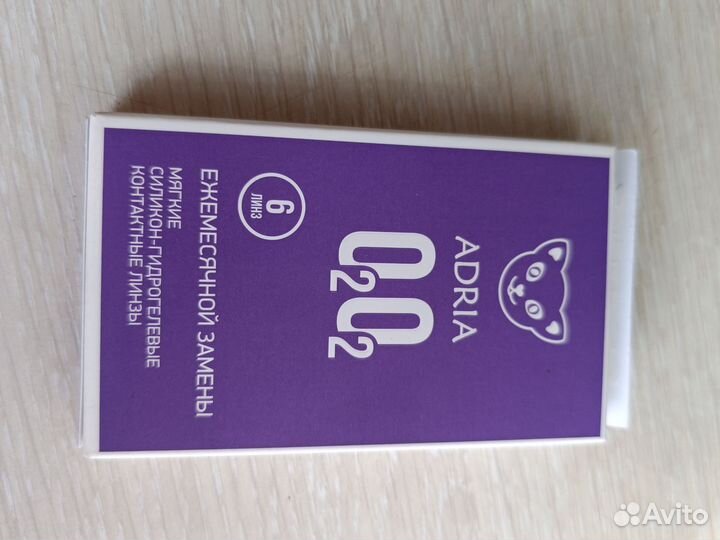 ADRIA
O2O2
6
ЛИНЗ
ЕЖЕМЕСЯЧНОЙ ЗАМЕНЫ
МЯГКИЕ
СИЛИКОН-ГИДРОГЕЛЕВЫЕ
КОНТАКТНЫЕ ЛИНЗЫ
Avito